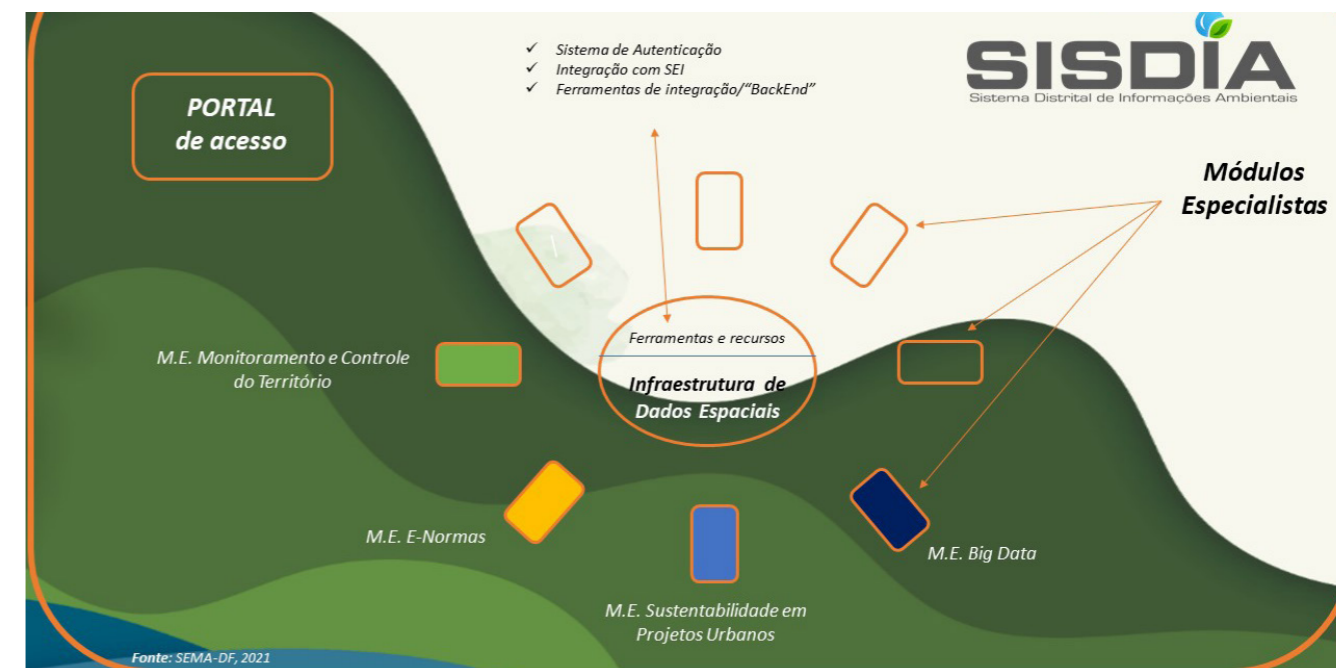 ✓ Sistema de Autenticação
✓ Integração com SEI
✓ Ferramentas de integração/“BackEnd”
SISDIA
Sistema Distrital de Informações Ambientais
PORTAL
de acesso
Módulos
Especialistas
Ferramentas e recursos
Infraestrutura de
Dados Espaciais
M.E. Monitoramento e Controle
do Território
M.E. E-Normas
M.E. Big Data
M.E. Sustentabilidade em
Projetos Urbanos
Fonte: SEMA-DF, 2021